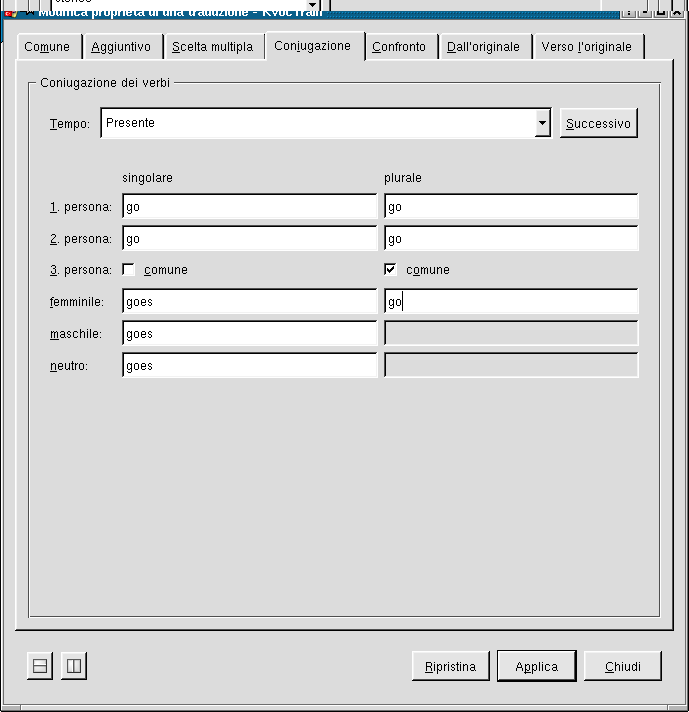 Modifica proprietà di una traduzione - KVocTrain
Comune Aggiuntivo Scelta multipla Coniugazione Confronto Dall'originale Verso l'originale
Coniugazione dei verbi
Tempo: Presente Successivo
singolare plurale
1. persona: go go
2. persona: go go
3. persona: comune comune
femminile: goes go
maschile: goes
neutro: goes
Ripristina Applica Chiudi